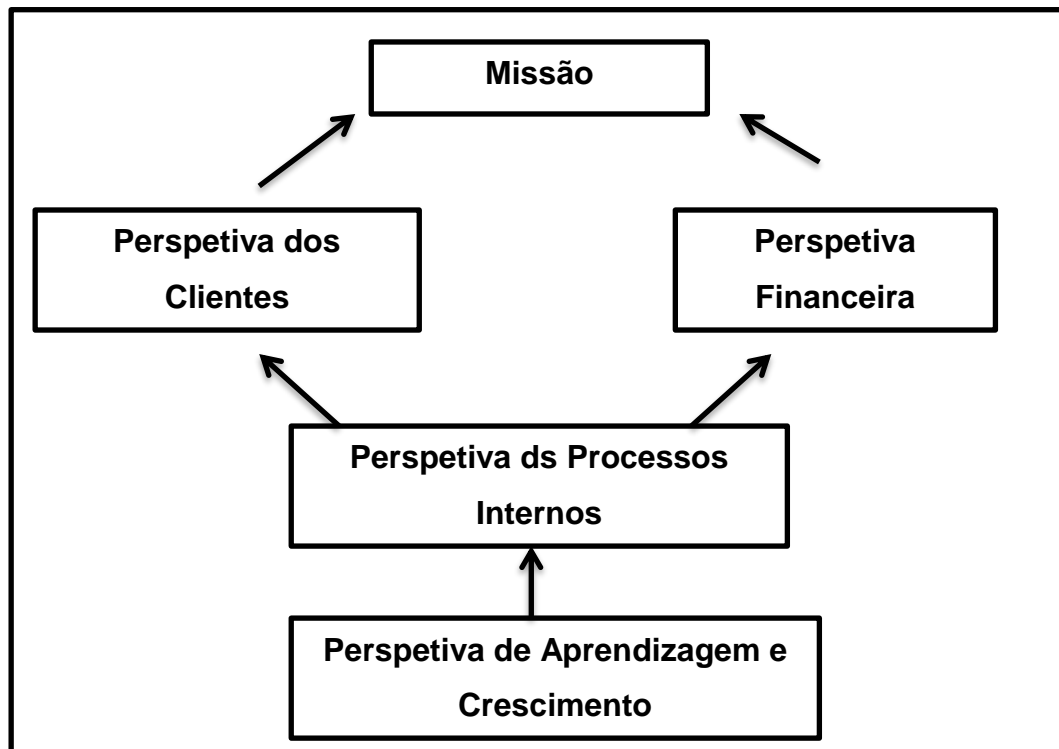 Missão
Perspetiva dos
Clientes
Perspetiva
Financeira
Perspetiva ds Processos
Internos
Perspetiva de Aprendizagem e
Crescimento